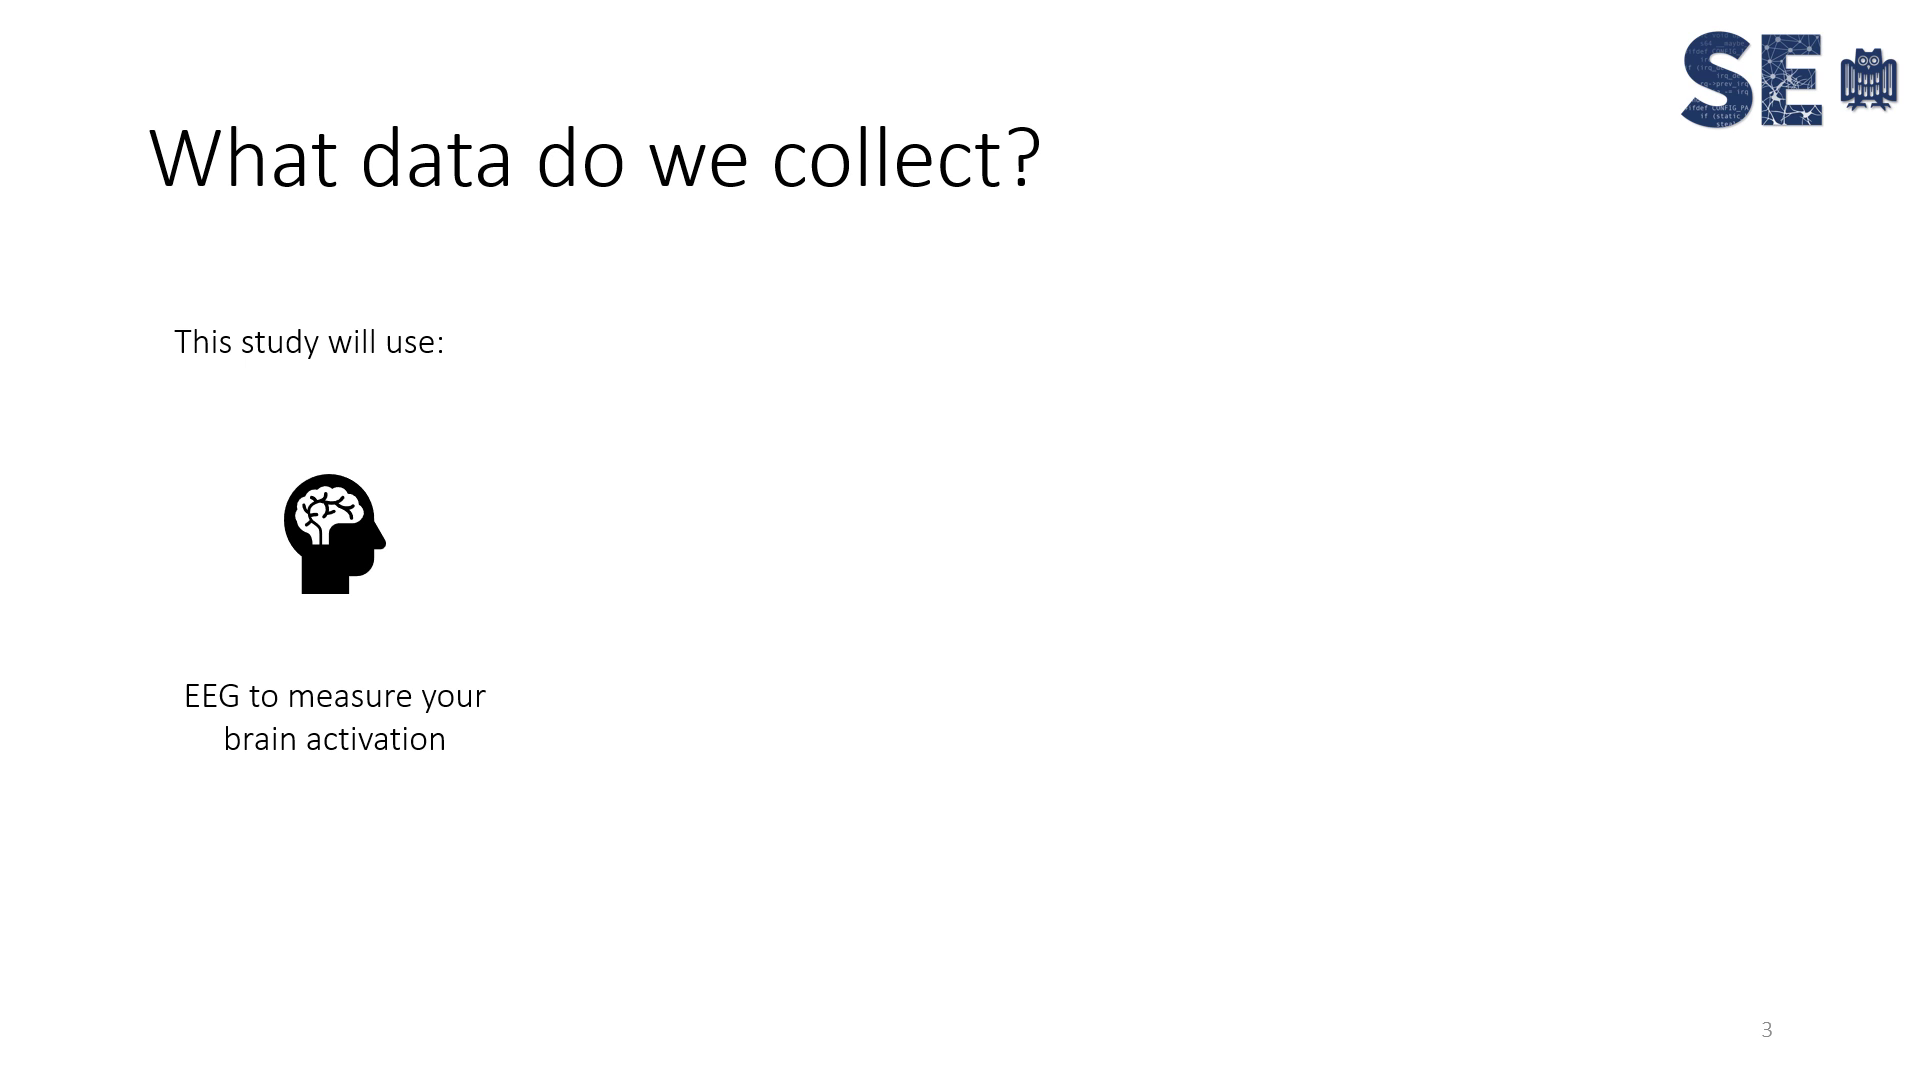 SE
What data do we collect?
This study will use:
EEG to measure your
brain activation
3